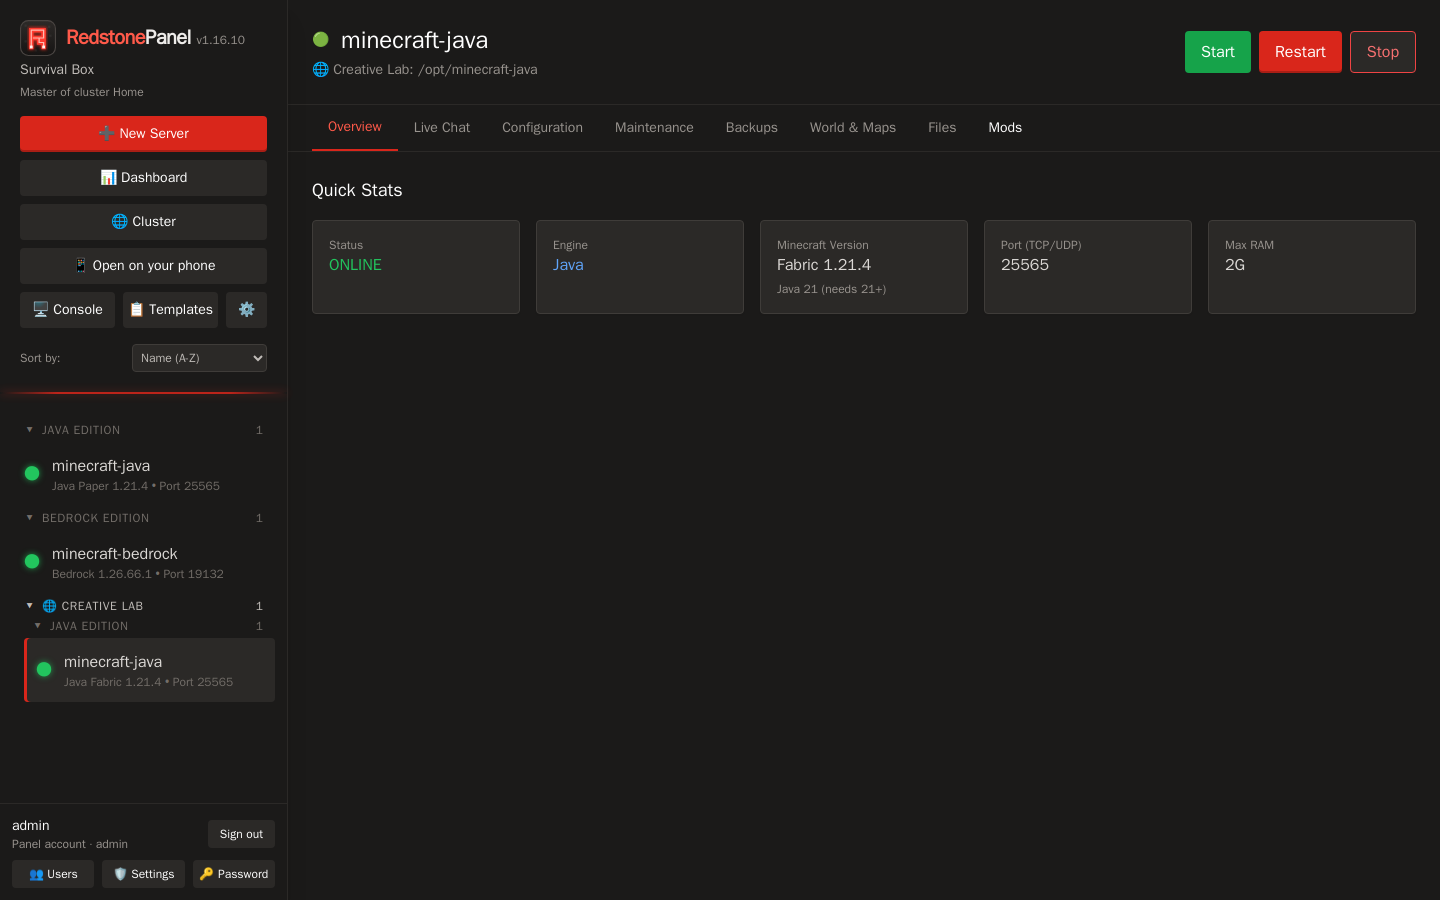 RedstonePanel v1.16.10
Survival Box
Master of cluster Home
New Server
Dashboard
Cluster
Open on your phone
Console
Templates
Sort by:
Name (A-Z)
JAVA EDITION 1
minecraft-java
Java Paper 1.21.4 • Port 25565
BEDROCK EDITION 1
minecraft-bedrock
Bedrock 1.26.66.1 • Port 19132
CREATIVE LAB 1
JAVA EDITION 1
minecraft-java
Java Fabric 1.21.4 • Port 25565
admin
Panel account · admin
Sign out
Users
Settings
Password
minecraft-java
Creative Lab: /opt/minecraft-java
Start
Restart
Stop
Overview
Live Chat
Configuration
Maintenance
Backups
World & Maps
Files
Mods
Quick Stats
Status
ONLINE
Engine
Java
Minecraft Version
Fabric 1.21.4
Java 21 (needs 21+)
Port (TCP/UDP)
25565
Max RAM
2G